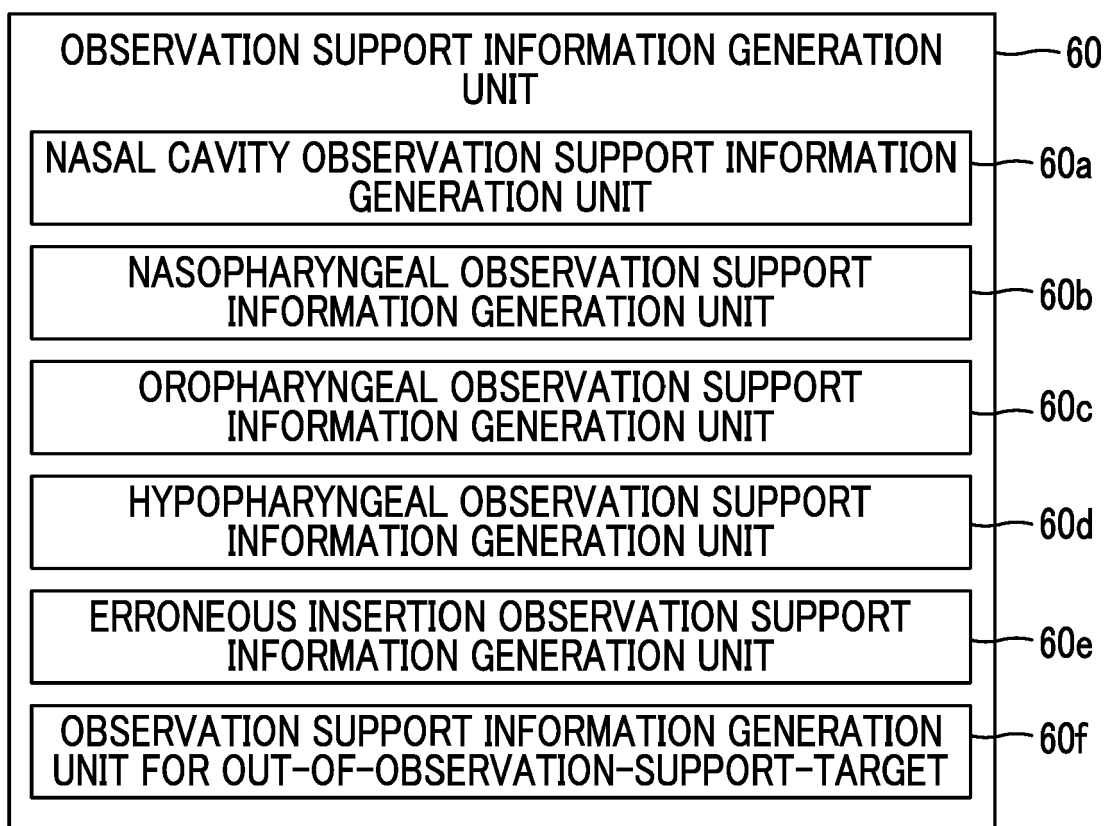 OBSERVATION SUPPORT INFORMATION GENERATION
UNIT
60
NASAL CAVITY OBSERVATION SUPPORT INFORMATION
GENERATION UNIT
60a
NASOPHARYNGEAL OBSERVATION SUPPORT
INFORMATION GENERATION UNIT
60b
OROPHARYNGEAL OBSERVATION SUPPORT
INFORMATION GENERATION UNIT
60c
HYPOPHARYNGEAL OBSERVATION SUPPORT
INFORMATION GENERATION UNIT
60d
ERRONEOUS INSERTION OBSERVATION SUPPORT
INFORMATION GENERATION UNIT
60e
OBSERVATION SUPPORT INFORMATION GENERATION
UNIT FOR OUT-OF-OBSERVATION-SUPPORT-TARGET
60f